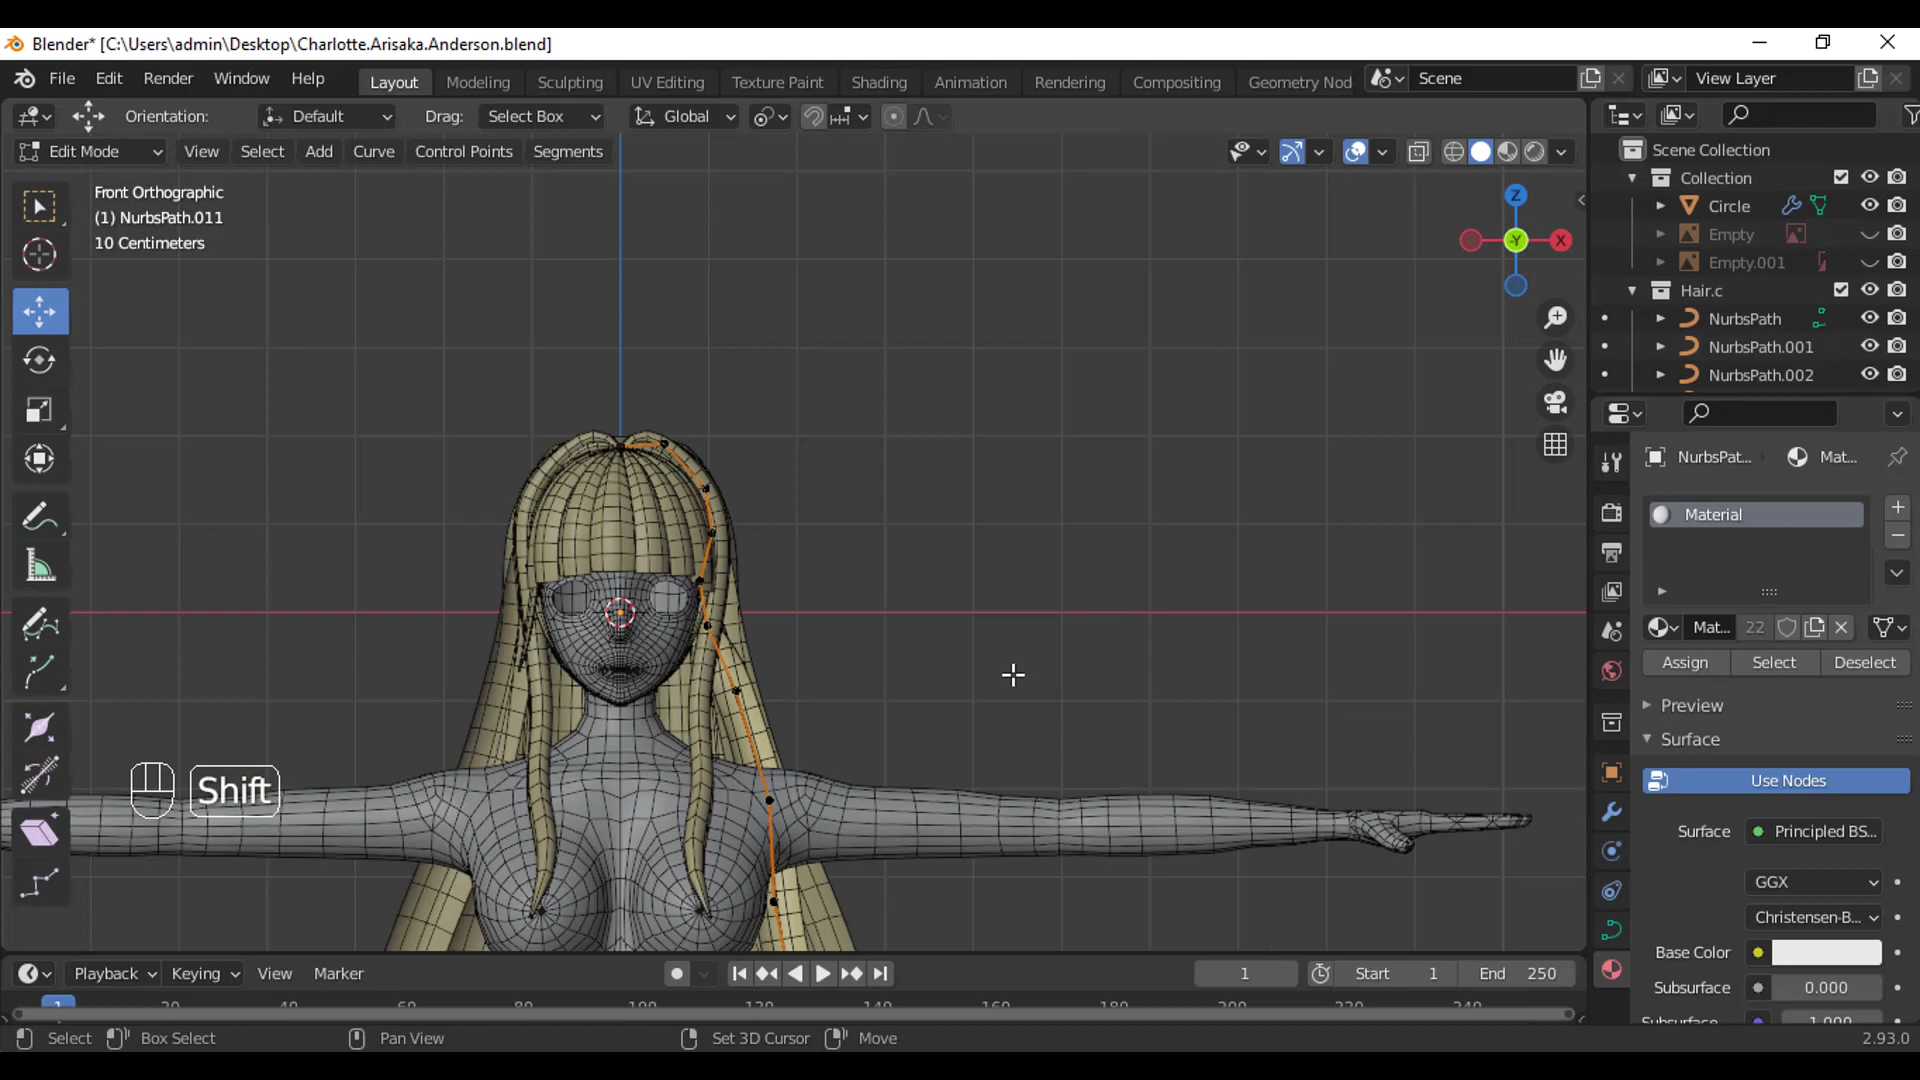 Blender* [C:\Users\admin\Desktop\Charlotte.Arisaka.Anderson.blend]
File Edit Render Window Help Layout Modeling Sculpting UV Editing Texture Paint Shading Animation Rendering Compositing Geometry Nod Scene View Layer
Orientation: Default Drag: Select Box Global
Edit Mode View Select Add Curve Control Points Segments
Front Orthographic
(1) NurbsPath.011
10 Centimeters
Z
-Y
X
Scene Collection
Collection
Circle
Empty
Empty.001
Hair.c
NurbsPath
NurbsPath.001
NurbsPath.002
NurbsPat... Mat...
Material
Mat... 22
Assign Select Deselect
Preview
Surface
Use Nodes
Surface Principled BS...
GGX
Christensen-B...
Base Color
Subsurface 0.000
Shift
Playback Keying View Marker 1 Start 1 End 250
Select Box Select Pan View Set 3D Cursor Move 2.93.0